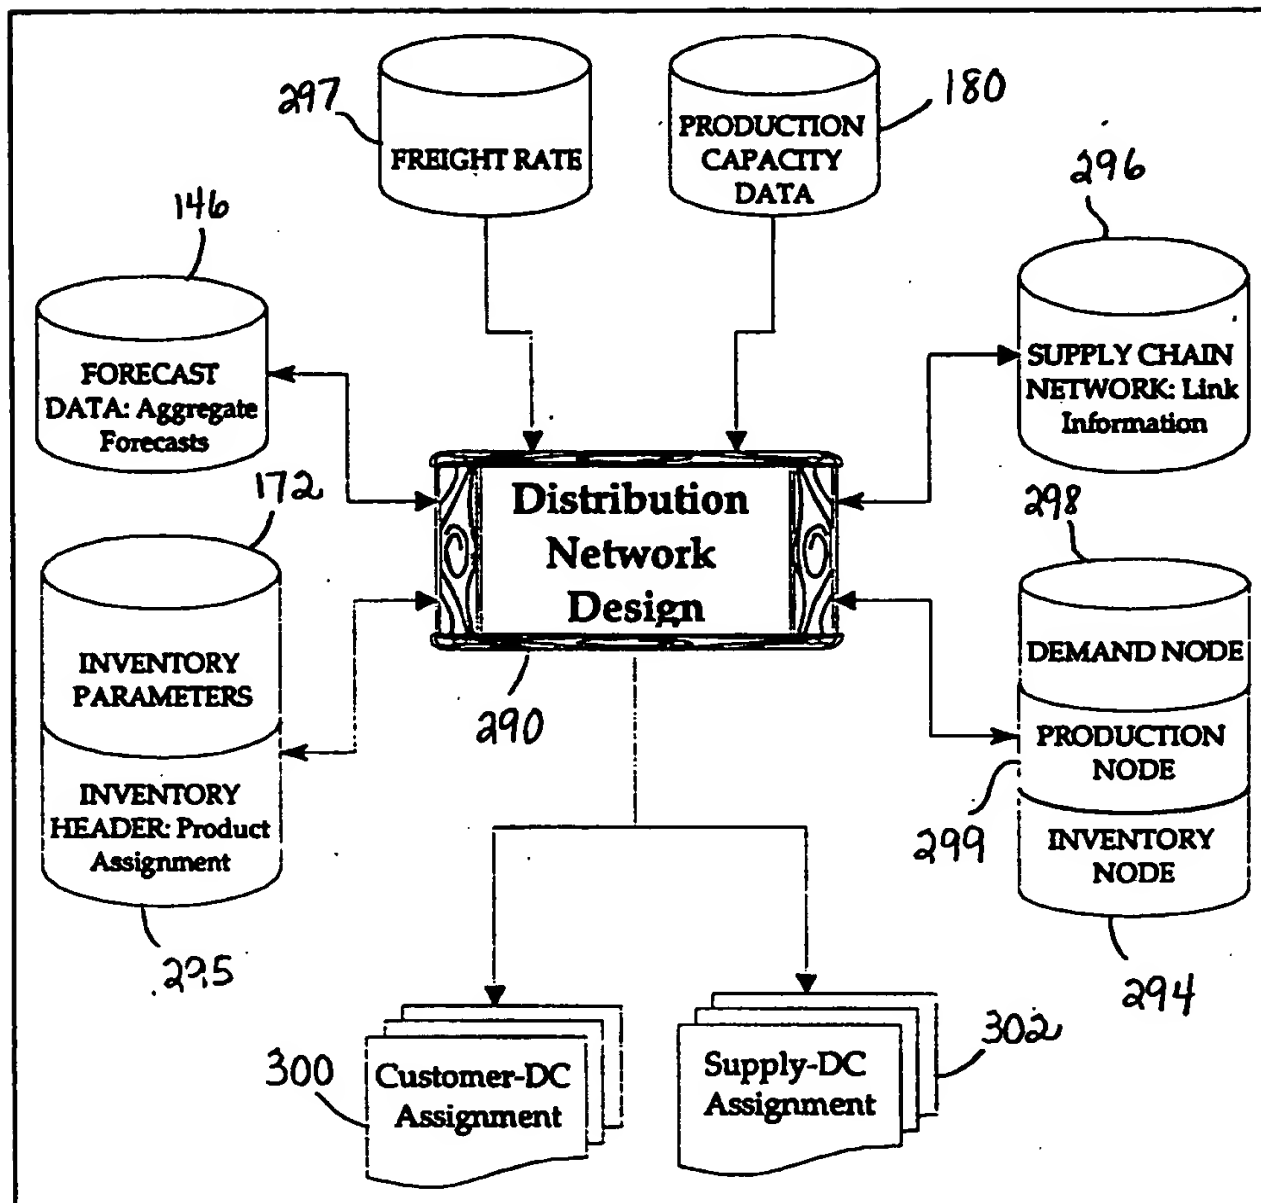 297
FREIGHT RATE
PRODUCTION
CAPACITY
DATA
180
146
296
FORECAST
DATA: Aggregate
Forecasts
SUPPLY CHAIN
NETWORK: Link
Information
172
298
Distribution
Network
Design
INVENTORY
PARAMETERS
INVENTORY
HEADER: Product
Assignment
295
290
DEMAND NODE
PRODUCTION
NODE
INVENTORY
NODE
299
294
300
Customer-DC
Assignment
Supply-DC
Assignment
302